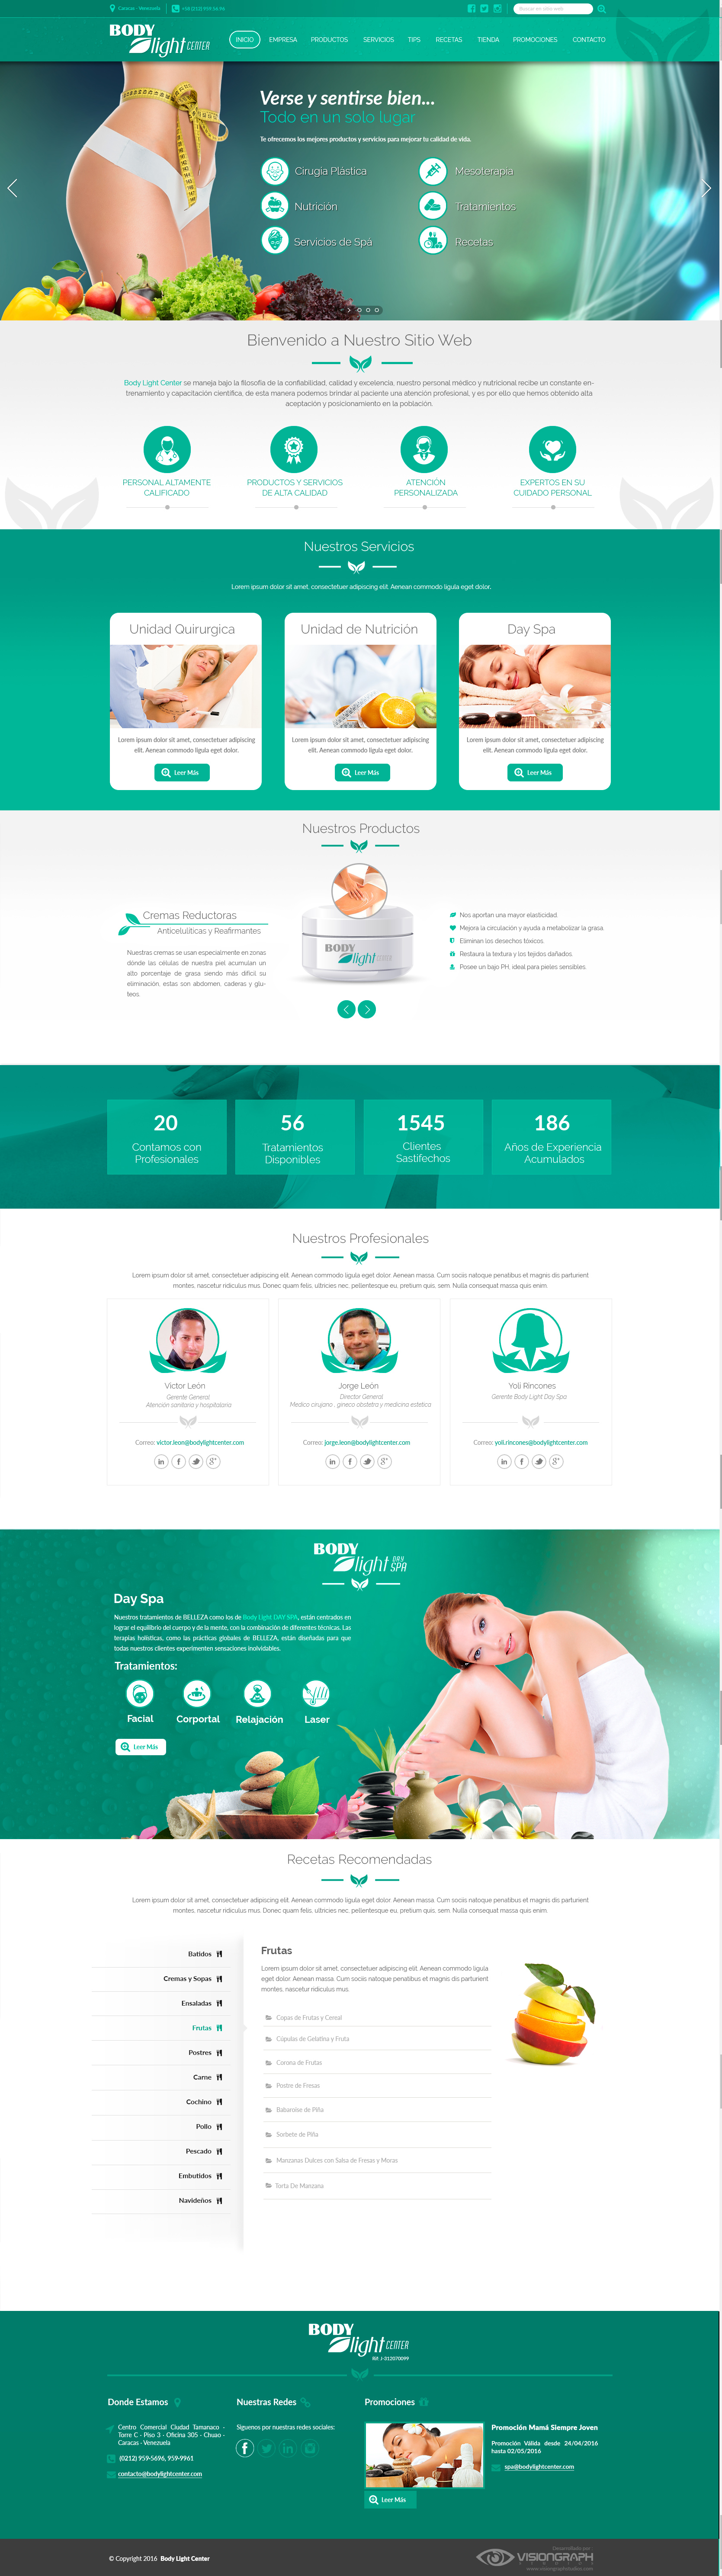 Caracas - Venezuela
+58 (212) 959.56.96
Buscar en sitio web
BODY light CENTER
INICIO EMPRESA PRODUCTOS SERVICIOS TIPS RECETAS TIENDA PROMOCIONES CONTACTO
Verse y sentirse bien...
Todo en un solo lugar
Te ofrecemos los mejores productos y servicios para mejorar tu calidad de vida.
Cirugía Plástica
Mesoterapia
Nutrición
Tratamientos
Servicios de Spá
Recetas
Bienvenido a Nuestro Sitio Web
Body Light Center se maneja bajo la filosofia de la confiabilidad, calidad y excelencia, nuestro personal médico y nutricional recibe un constante en-
trenamiento y capacitación científica, de esta manera podemos brindar al paciente una atención profesional, y es por ello que hemos obtenido alta
aceptación y posicionamiento en la población.
PERSONAL ALTAMENTE
CALIFICADO
PRODUCTOS Y SERVICIOS
DE ALTA CALIDAD
ATENCIÓN
PERSONALIZADA
EXPERTOS EN SU
CUIDADO PERSONAL
Nuestros Servicios
Lorem ipsum dolor sit amet, consectetuer adipiscing elit. Aenean commodo ligula eget dolor.
Unidad Quirurgica
Lorem ipsum dolor sit amet, consectetuer adipiscing
elit. Aenean commodo ligula eget dolor.
Leer Más
Unidad de Nutrición
Lorem ipsum dolor sit amet, consectetuer adipiscing
elit. Aenean commodo ligula eget dolor.
Leer Más
Day Spa
Lorem ipsum dolor sit amet, consectetuer adipiscing
elit. Aenean commodo ligula eget dolor.
Leer Más
Nuestros Productos
Cremas Reductoras
Anticelulíticas y Reafirmantes
Nuestras cremas se usan especialmente en zonas
dónde las células de nuestra piel acumulan un
alto porcentaje de grasa siendo más difícil su
eliminación, estas son abdomen, caderas y glu-
teos.
BODY light CENTER
Nos aportan una mayor elasticidad.
Mejora la circulación y ayuda a metabolizar la grasa.
Eliminan los desechos tóxicos.
Restaura la textura y los tejidos dañados.
Posee un bajo PH, ideal para pieles sensibles.
20
Contamos con
Profesionales
56
Tratamientos
Disponibles
1545
Clientes
Sastifechos
186
Años de Experiencia
Acumulados
Nuestros Profesionales
Lorem ipsum dolor sit amet, consectetuer adipiscing elit. Aenean commodo ligula eget dolor. Aenean massa. Cum sociis natoque penatibus et magnis dis parturient
montes, nascetur ridiculus mus. Donec quam felis, ultricies nec, pellentesque eu, pretium quis, sem. Nulla consequat massa quis enim.
Víctor León
Gerente General
Atención sanitaria y hospitalaria
Correo: victor.leon@bodylightcenter.com
Jorge León
Director General
Medico cirujano , gineco obstetra y medicina estetica
Correo: jorge.leon@bodylightcenter.com
Yoli Rincones
Gerente Body Light Day Spa
Correo: yoli.rincones@bodylightcenter.com
BODY light DAY SPA
Day Spa
Nuestros tratamientos de BELLEZA como los de Body Light DAY SPA, están centrados en
lograr el equilibrio del cuerpo y de la mente, con la combinación de diferentes técnicas. Las
terapias holísticas, como las prácticas globales de BELLEZA, están diseñadas para que
todas nuestros clientes experimenten sensaciones inolvidables.
Tratamientos:
Facial
Corportal
Relajación
Laser
Leer Más
Recetas Recomendadas
Lorem ipsum dolor sit amet, consectetuer adipiscing elit. Aenean commodo ligula eget dolor. Aenean massa. Cum sociis natoque penatibus et magnis dis parturient
montes, nascetur ridiculus mus. Donec quam felis, ultricies nec, pellentesque eu, pretium quis, sem. Nulla consequat massa quis enim.
Batidos
Cremas y Sopas
Ensaladas
Frutas
Postres
Carne
Cochino
Pollo
Pescado
Embutidos
Navideños
Frutas
Lorem ipsum dolor sit amet, consectetuer adipiscing elit. Aenean commodo ligula
eget dolor. Aenean massa. Cum sociis natoque penatibus et magnis dis parturient
montes, nascetur ridiculus mus.
Copas de Frutas y Cereal
Cúpulas de Gelatina y Fruta
Corona de Frutas
Postre de Fresas
Babaroise de Piña
Sorbete de Piña
Manzanas Dulces con Salsa de Fresas y Moras
Torta De Manzana
BODY light CENTER
Rif: J-312070099
Donde Estamos
Centro Comercial Ciudad Tamanaco -
Torre C - Piso 3 - Oficina 305 - Chuao -
Caracas - Venezuela
(0212) 959-5696, 959-9961
contacto@bodylightcenter.com
Nuestras Redes
Siguenos por nuestras redes sociales:
Promociones
Leer Más
Promoción Mamá Siempre Joven
Promoción Válida desde 24/04/2016
hasta 02/05/2016
spa@bodylightcenter.com
© Copyright 2016 Body Light Center
Desarrollado por:
VISIONGRAPH
www.visiongraphstudios.com